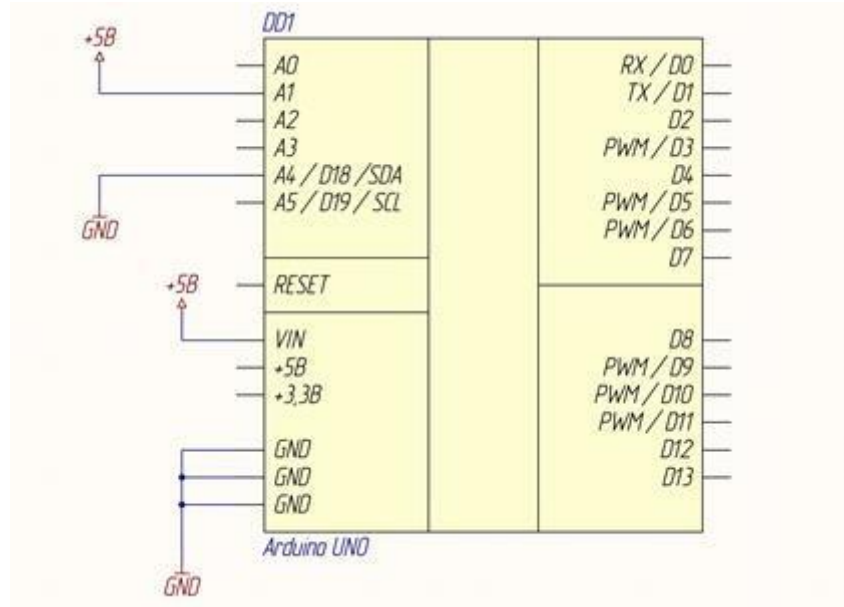 DD1
+5В
A0
A1
A2
A3
A4 / D18 /SDA
A5 / D19 / SCL
GND
+5В
RESET
VIN
+5В
+3,3В
GND
GND
GND
GND
RX / D0
TX / D1
D2
PWM / D3
D4
PWM / D5
PWM / D6
D7
D8
PWM / D9
PWM / D10
PWM / D11
D12
D13
Arduino UNO